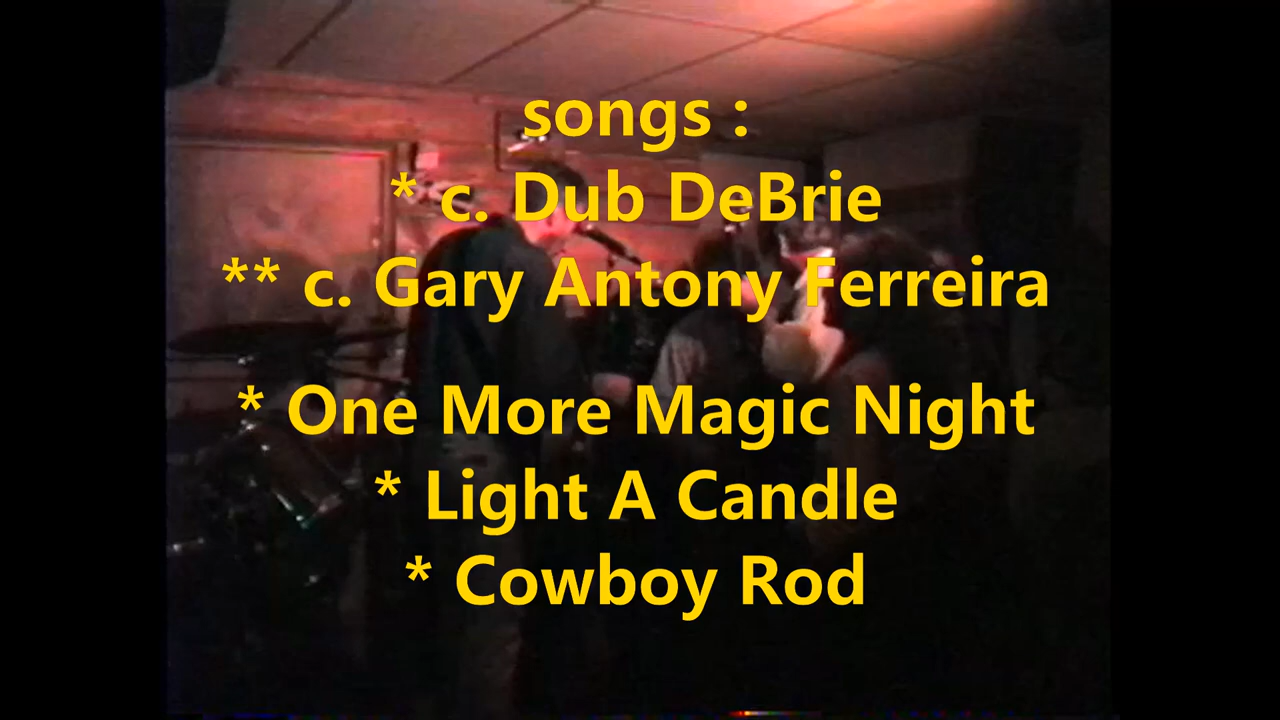 songs :
* c. Dub DeBrie
** c. Gary Antony Ferreira
* One More Magic Night
* Light A Candle
* Cowboy Rod